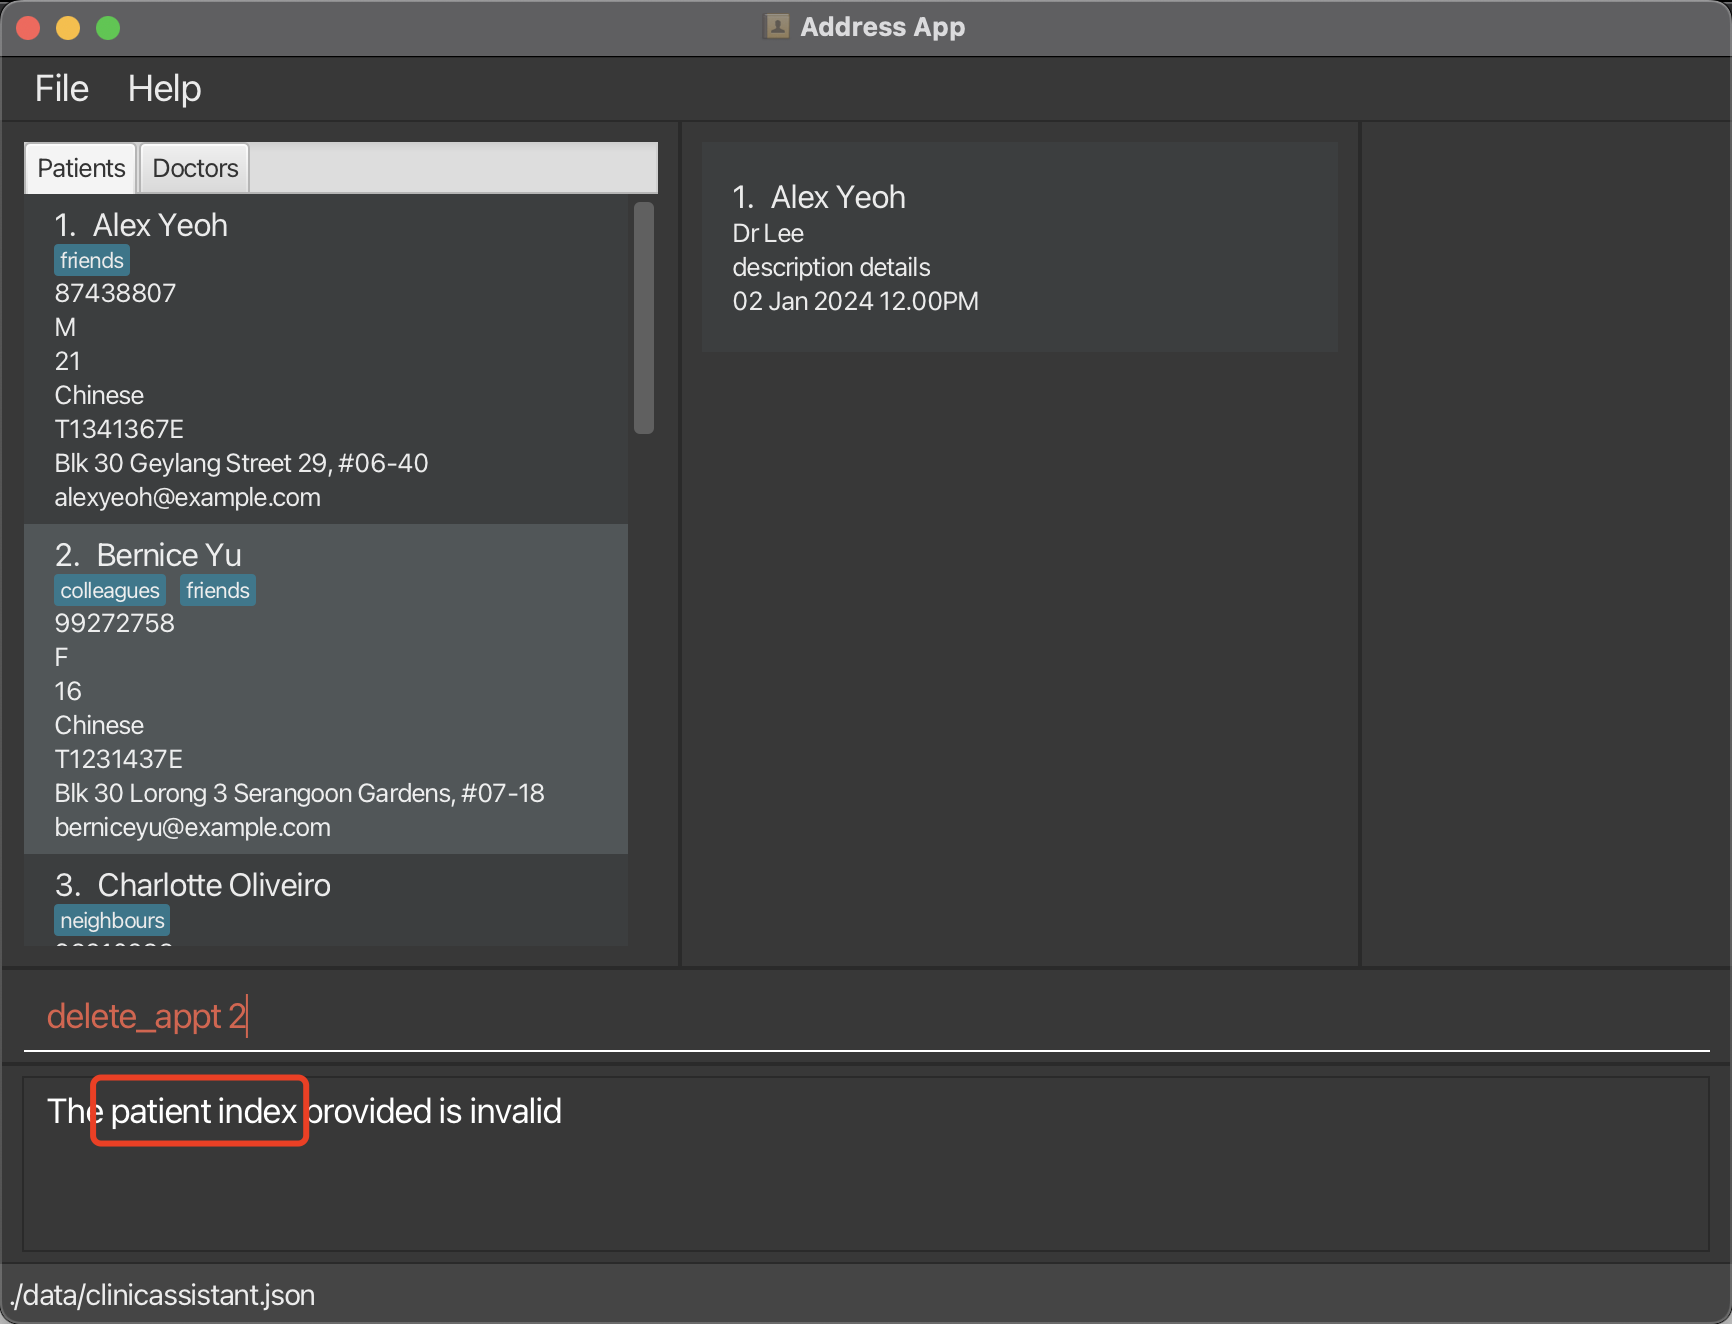 Address App
File Help
Patients Doctors
1. Alex Yeoh
friends
87438807
M
21
Chinese
T1341367E
Blk 30 Geylang Street 29, #06-40
alexyeoh@example.com
2. Bernice Yu
colleagues friends
99272758
F
16
Chinese
T1231437E
Blk 30 Lorong 3 Serangoon Gardens, #07-18
berniceyu@example.com
3. Charlotte Oliveiro
neighbours
1. Alex Yeoh
Dr Lee
description details
02 Jan 2024 12.00PM
delete_appt 2
The patient index provided is invalid
./data/clinicassistant.json